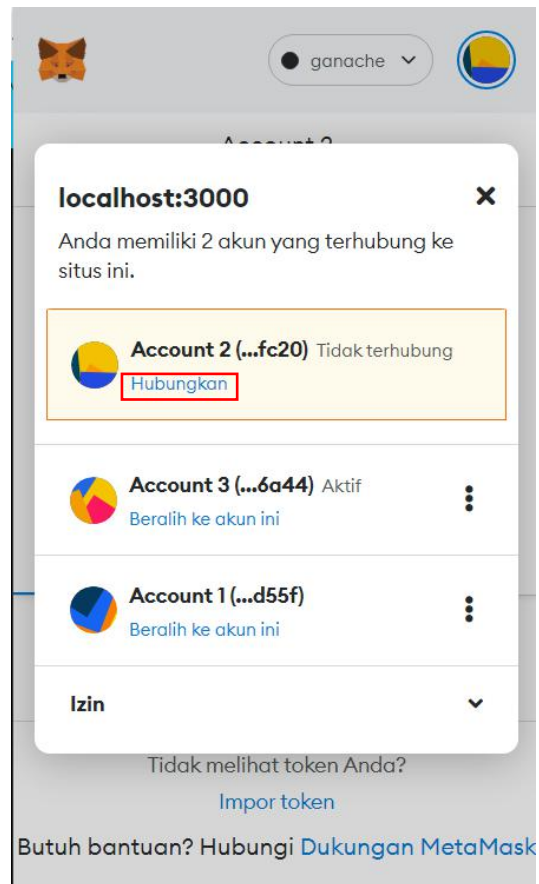 ganache
Account 2
localhost:3000
Anda memiliki 2 akun yang terhubung ke
situs ini.
Account 2 (...fc20) Tidak terhubung
Hubungkan
Account 3 (...6a44) Aktif
Beralih ke akun ini
Account 1 (...d55f)
Beralih ke akun ini
Izin
Tidak melihat token Anda?
Impor token
Butuh bantuan? Hubungi Dukungan MetaMask